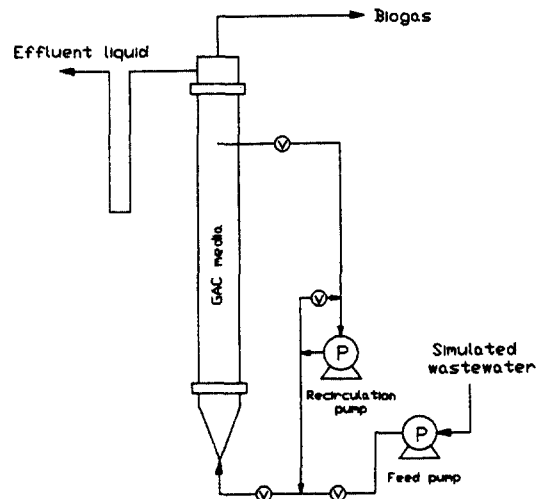 Biogas
Effluent liquid
V
GAC media
V
P
Simulated
wastewater
Recirculation
pump
P
Feed pump
V
V